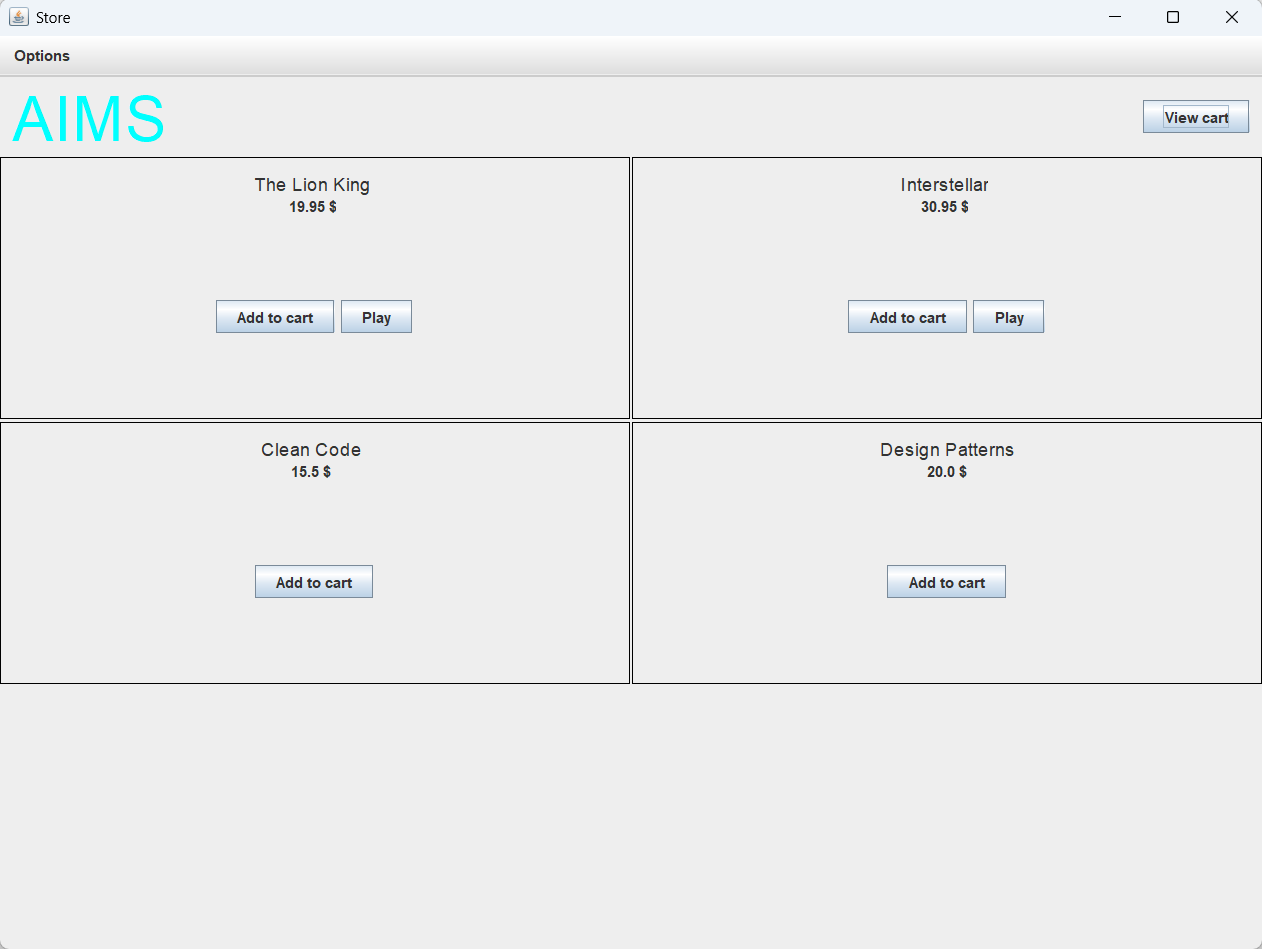 Store
Options
AIMS
View cart
The Lion King
19.95 $
Add to cart
Play
Interstellar
30.95 $
Add to cart
Play
Clean Code
15.5 $
Add to cart
Design Patterns
20.0 $
Add to cart